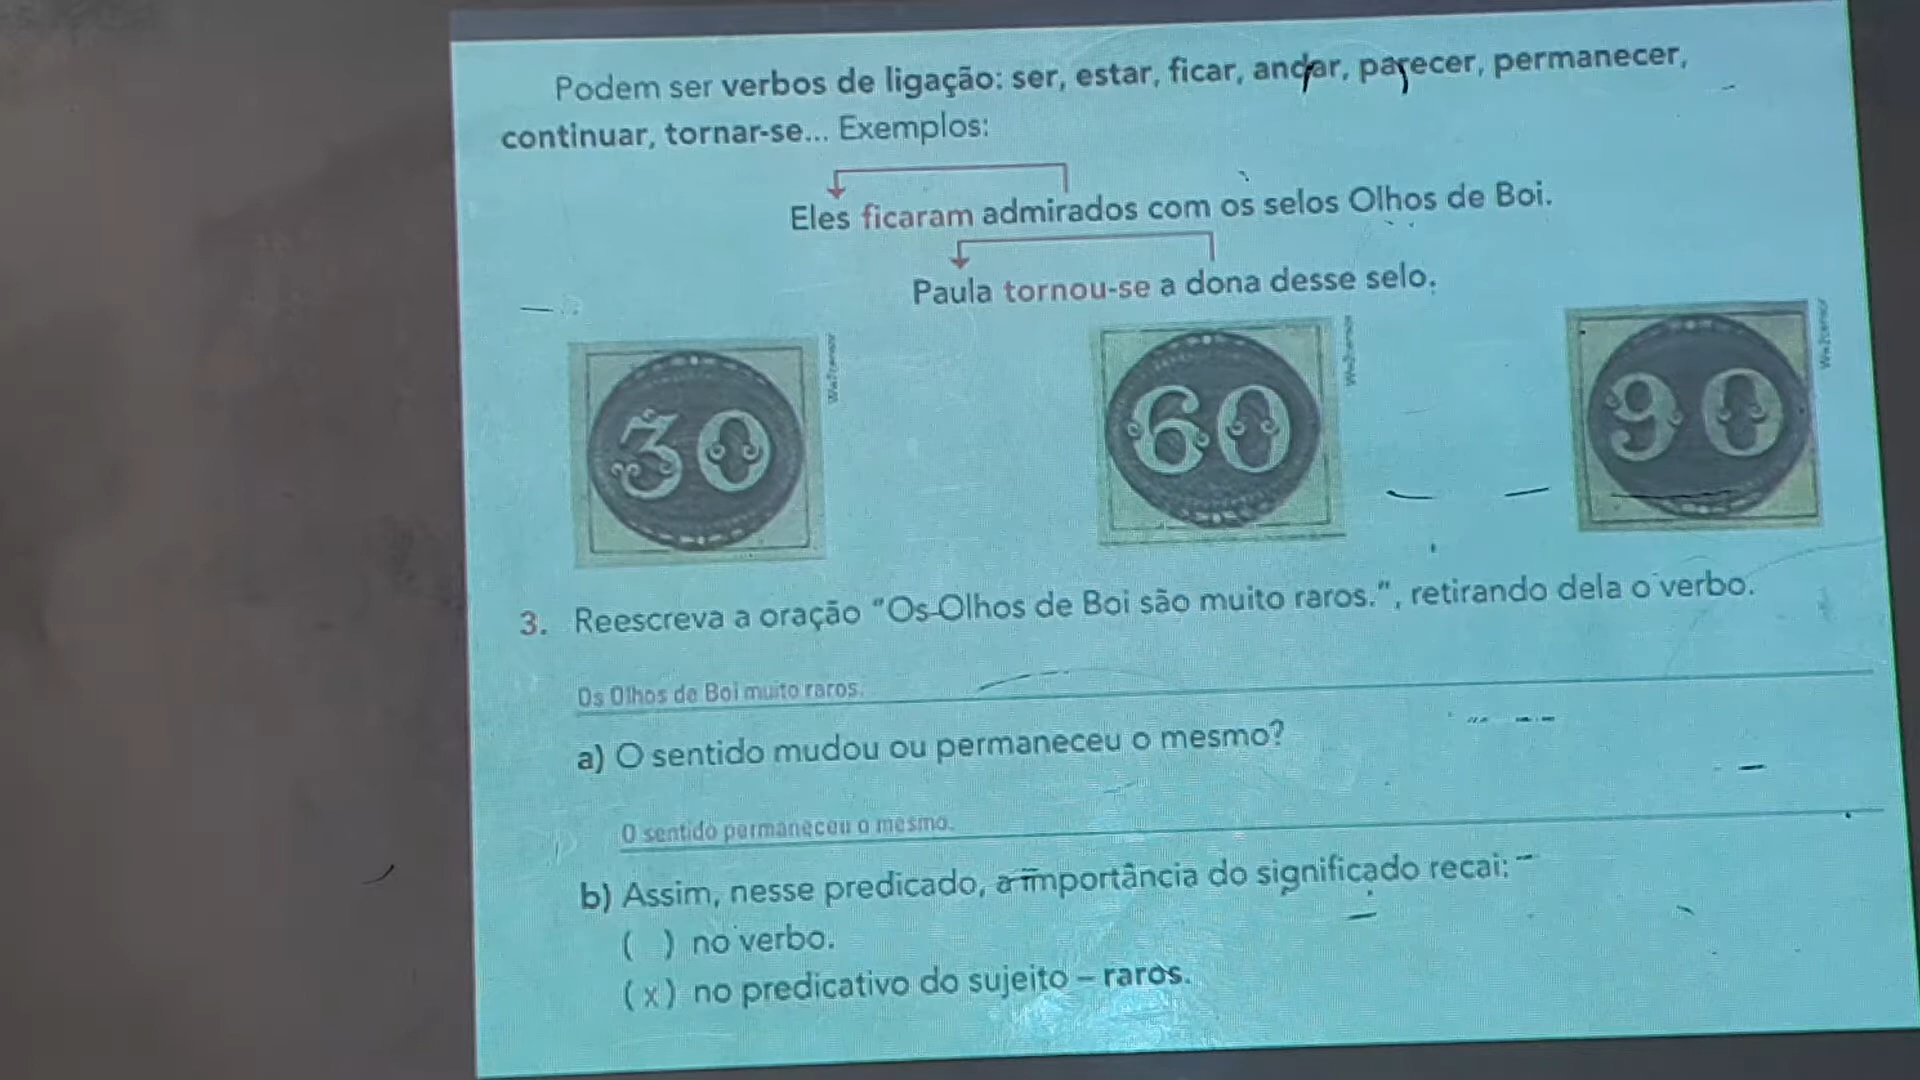 Podem ser verbos de ligação: ser, estar, ficar, andar, parecer, permanecer,
continuar, tornar-se... Exemplos:
Eles ficaram admirados com os selos Olhos de Boi.
Paula tornou-se a dona desse selo.
30
60
90
3. Reescreva a oração "Os Olhos de Boi são muito raros.", retirando dela o verbo.
Os Olhos de Boi muito raros.
a) O sentido mudou ou permaneceu o mesmo?
O sentido permaneceu o mesmo.
b) Assim, nesse predicado, a importância do significado recai:
( ) no verbo.
(x) no predicativo do sujeito – raros.